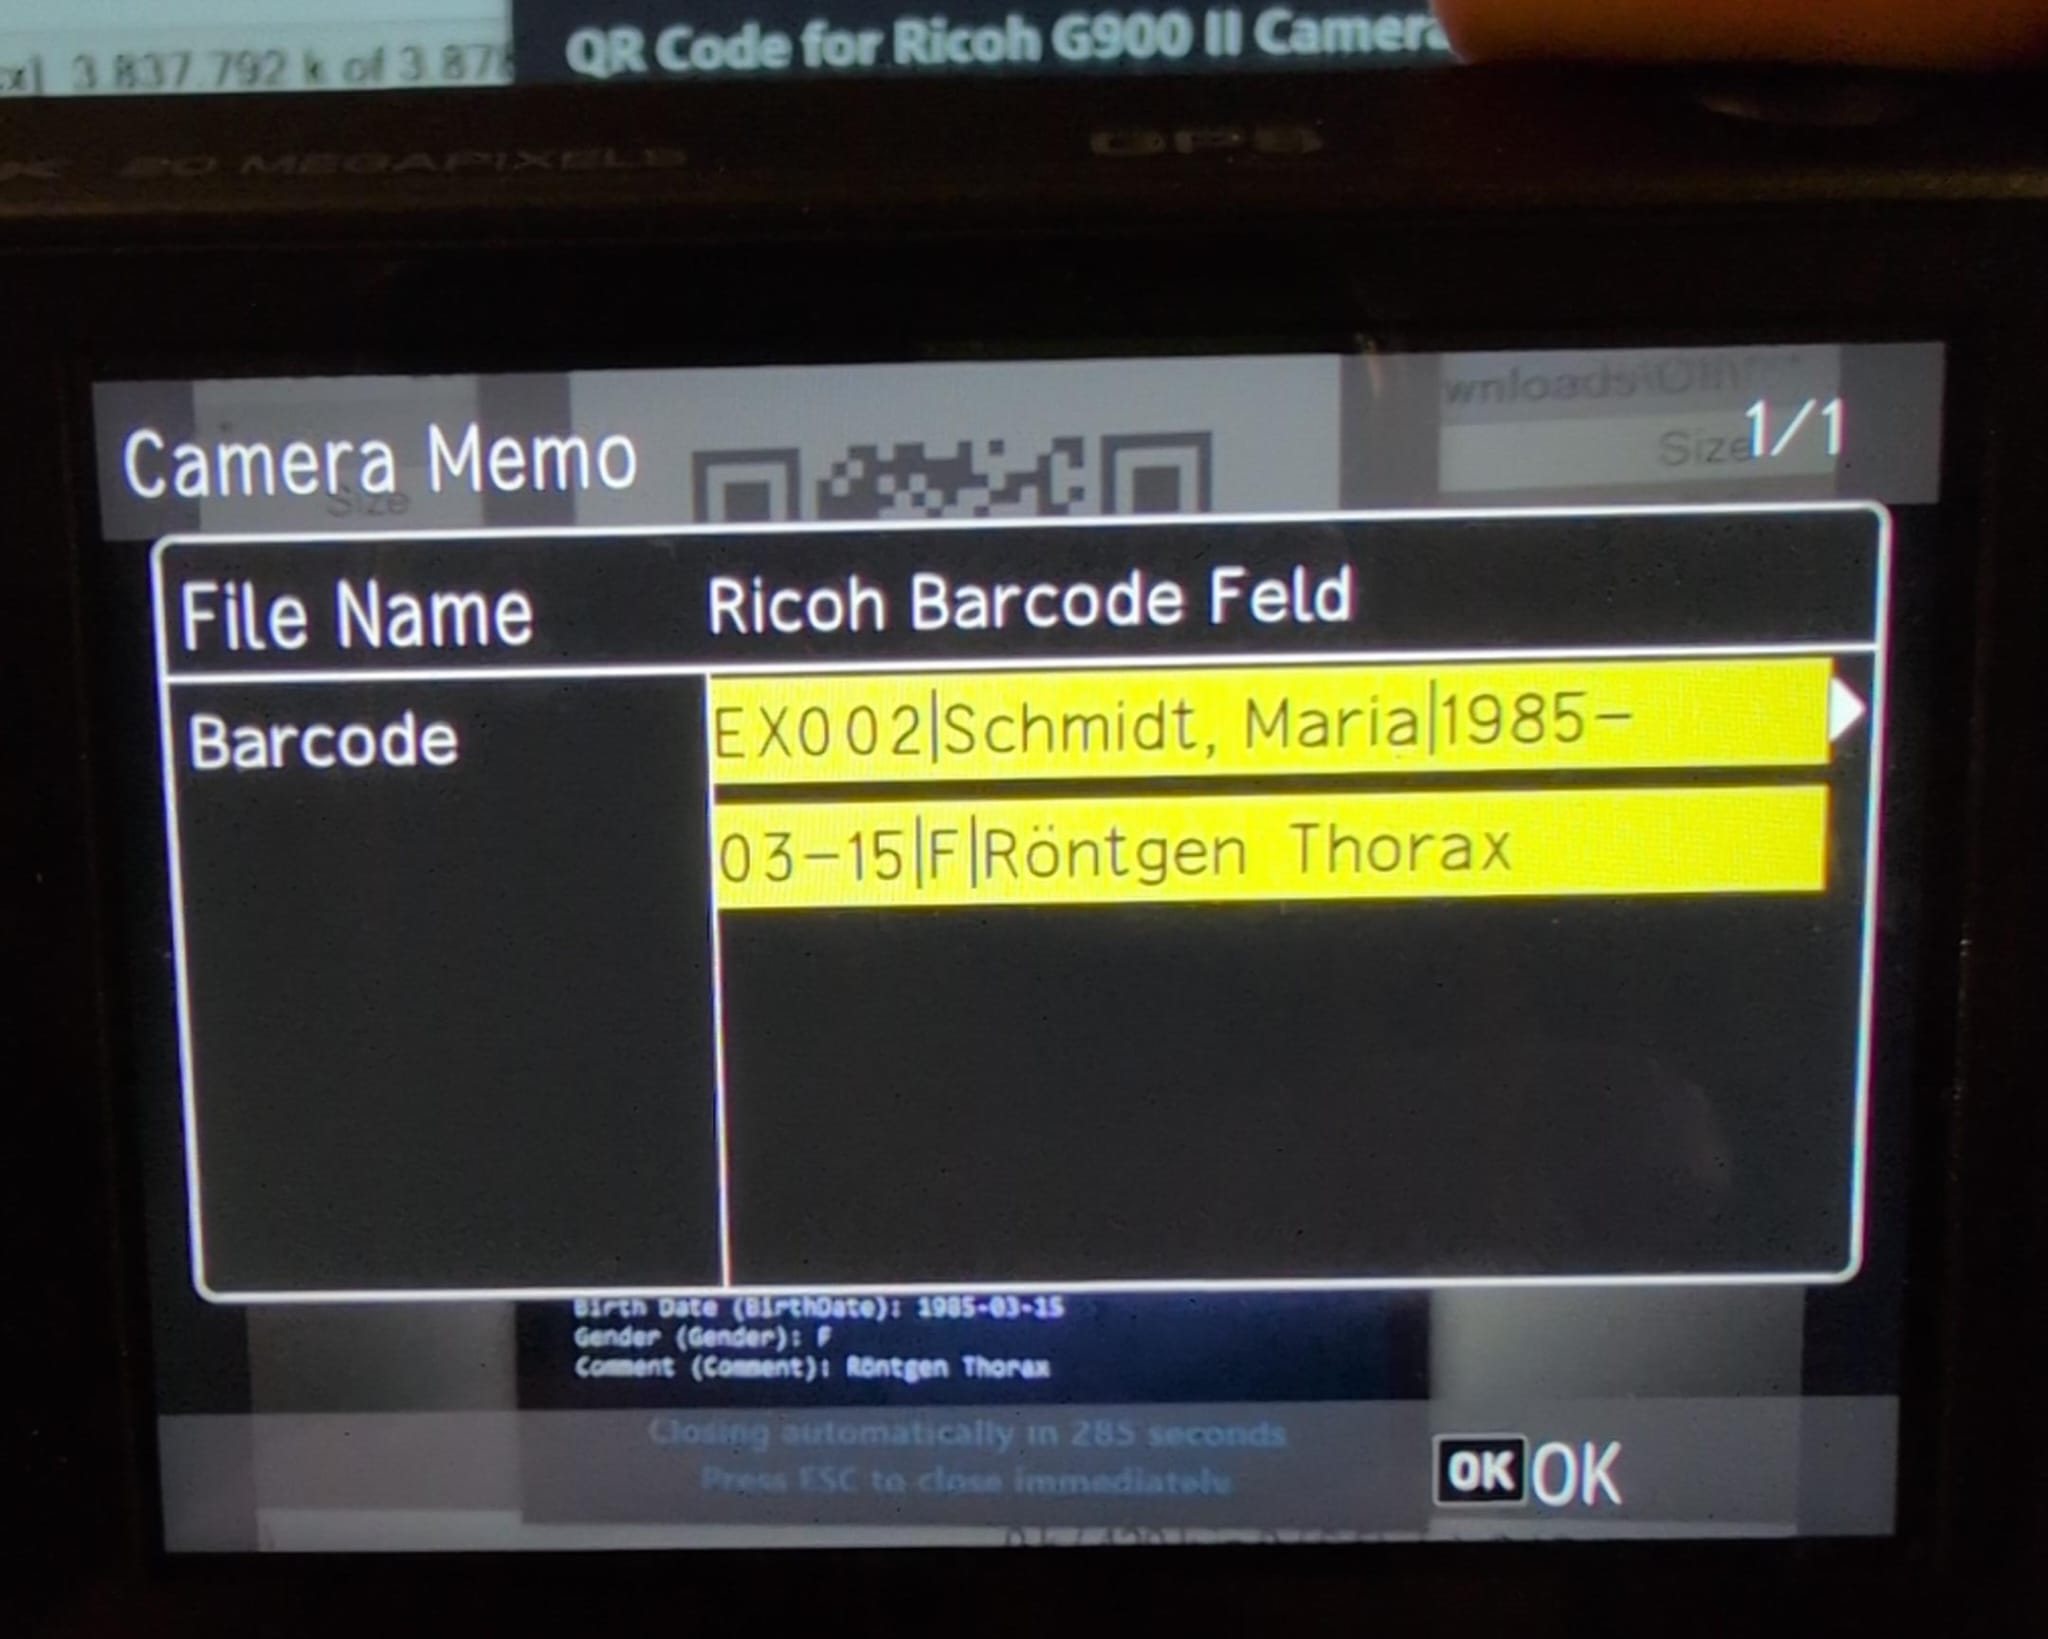 3 837 792 k of 3 87
QR Code for Ricoh G900 II Camera
20 MEGAPIXELS
GPS
wnloads
Size
1/1
Camera Memo
Size
File Name Ricoh Barcode Feld
Barcode EX002|Schmidt, Maria|1985-
03-15|F|Röntgen Thorax
Birth Date (BirthDate): 1985-03-15
Gender (Gender): F
Comment (Comment): Röntgen Thorax
Closing automatically in 285 seconds
Press ESC to close immediately
OK OK